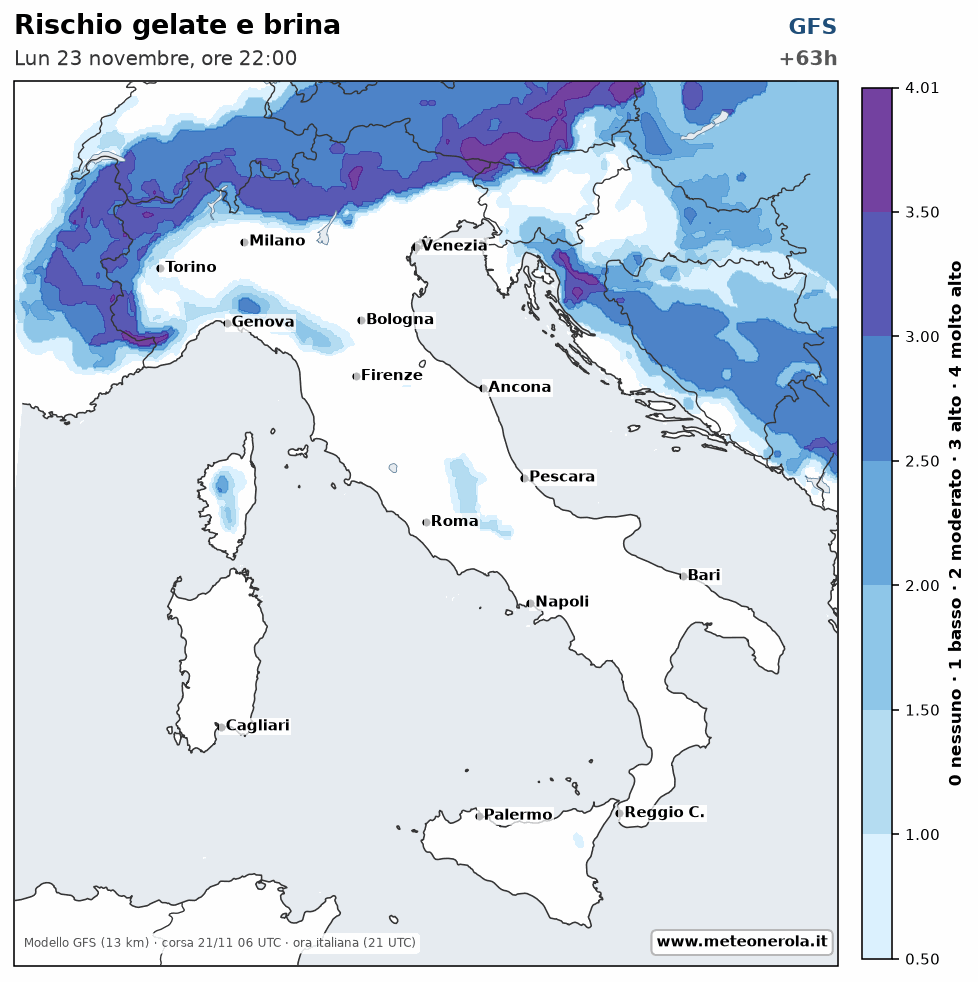 Rischio gelate e brina
GFS
Lun 23 novembre, ore 22:00
+63h
4.01
3.50
3.00
2.50
2.00
1.50
1.00
0.50
0 nessuno · 1 basso · 2 moderato · 3 alto · 4 molto alto
Milano
Venezia
Torino
Genova
Bologna
Firenze
Ancona
Pescara
Roma
Bari
Napoli
Cagliari
Palermo
Reggio C.
Modello GFS (13 km) · corsa 21/11 06 UTC · ora italiana (21 UTC)
www.meteonerola.it